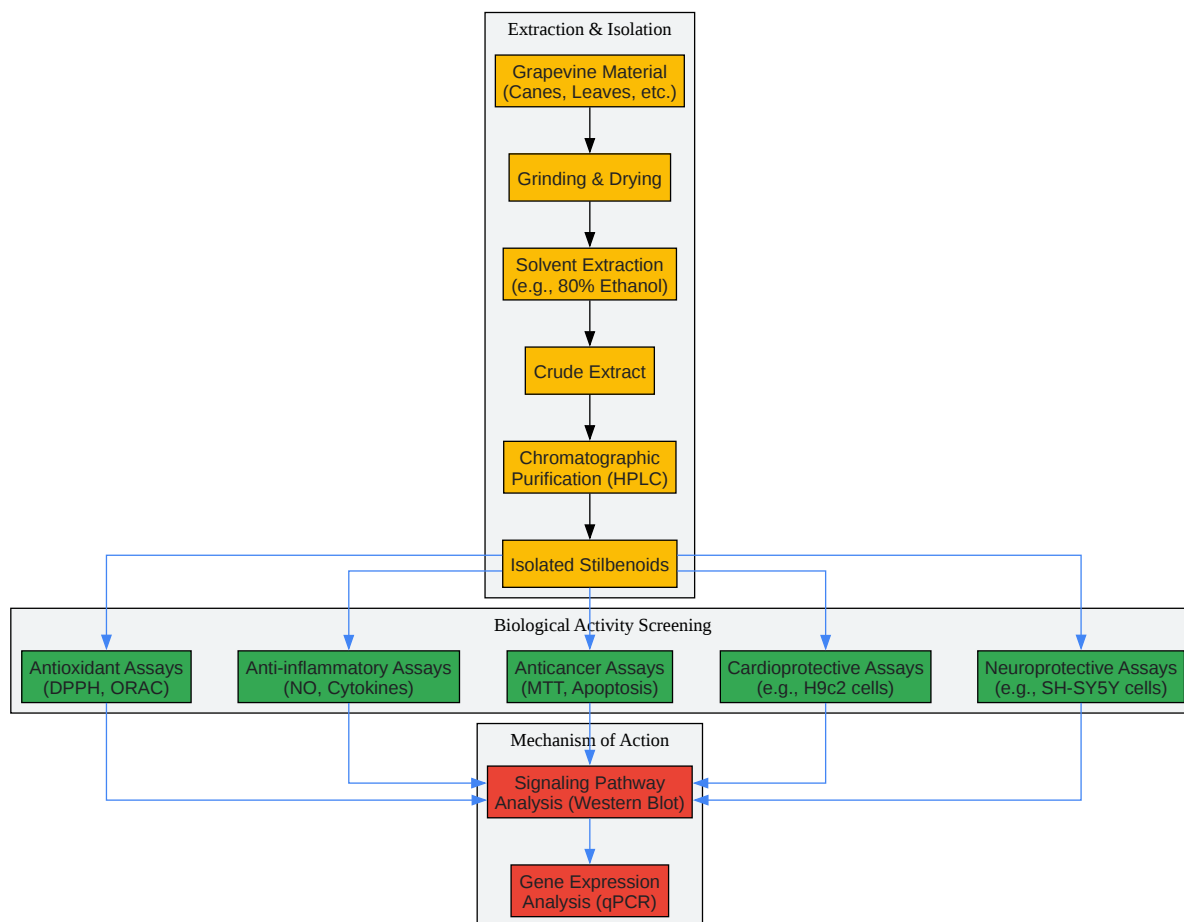 Extraction & Isolation
Grapevine Material
(Canes, Leaves, etc.)
Grinding & Drying
Solvent Extraction
(e.g., 80% Ethanol)
Crude Extract
Chromatographic
Purification (HPLC)
Isolated Stilbenoids
Biological Activity Screening
Antioxidant Assays
(DPPH, ORAC)
Anti-inflammatory Assays
(NO, Cytokines)
Anticancer Assays
(MTT, Apoptosis)
Cardioprotective Assays
(e.g., H9c2 cells)
Neuroprotective Assays
(e.g., SH-SY5Y cells)
Mechanism of Action
Signaling Pathway
Analysis (Western Blot)
Gene Expression
Analysis (qPCR)